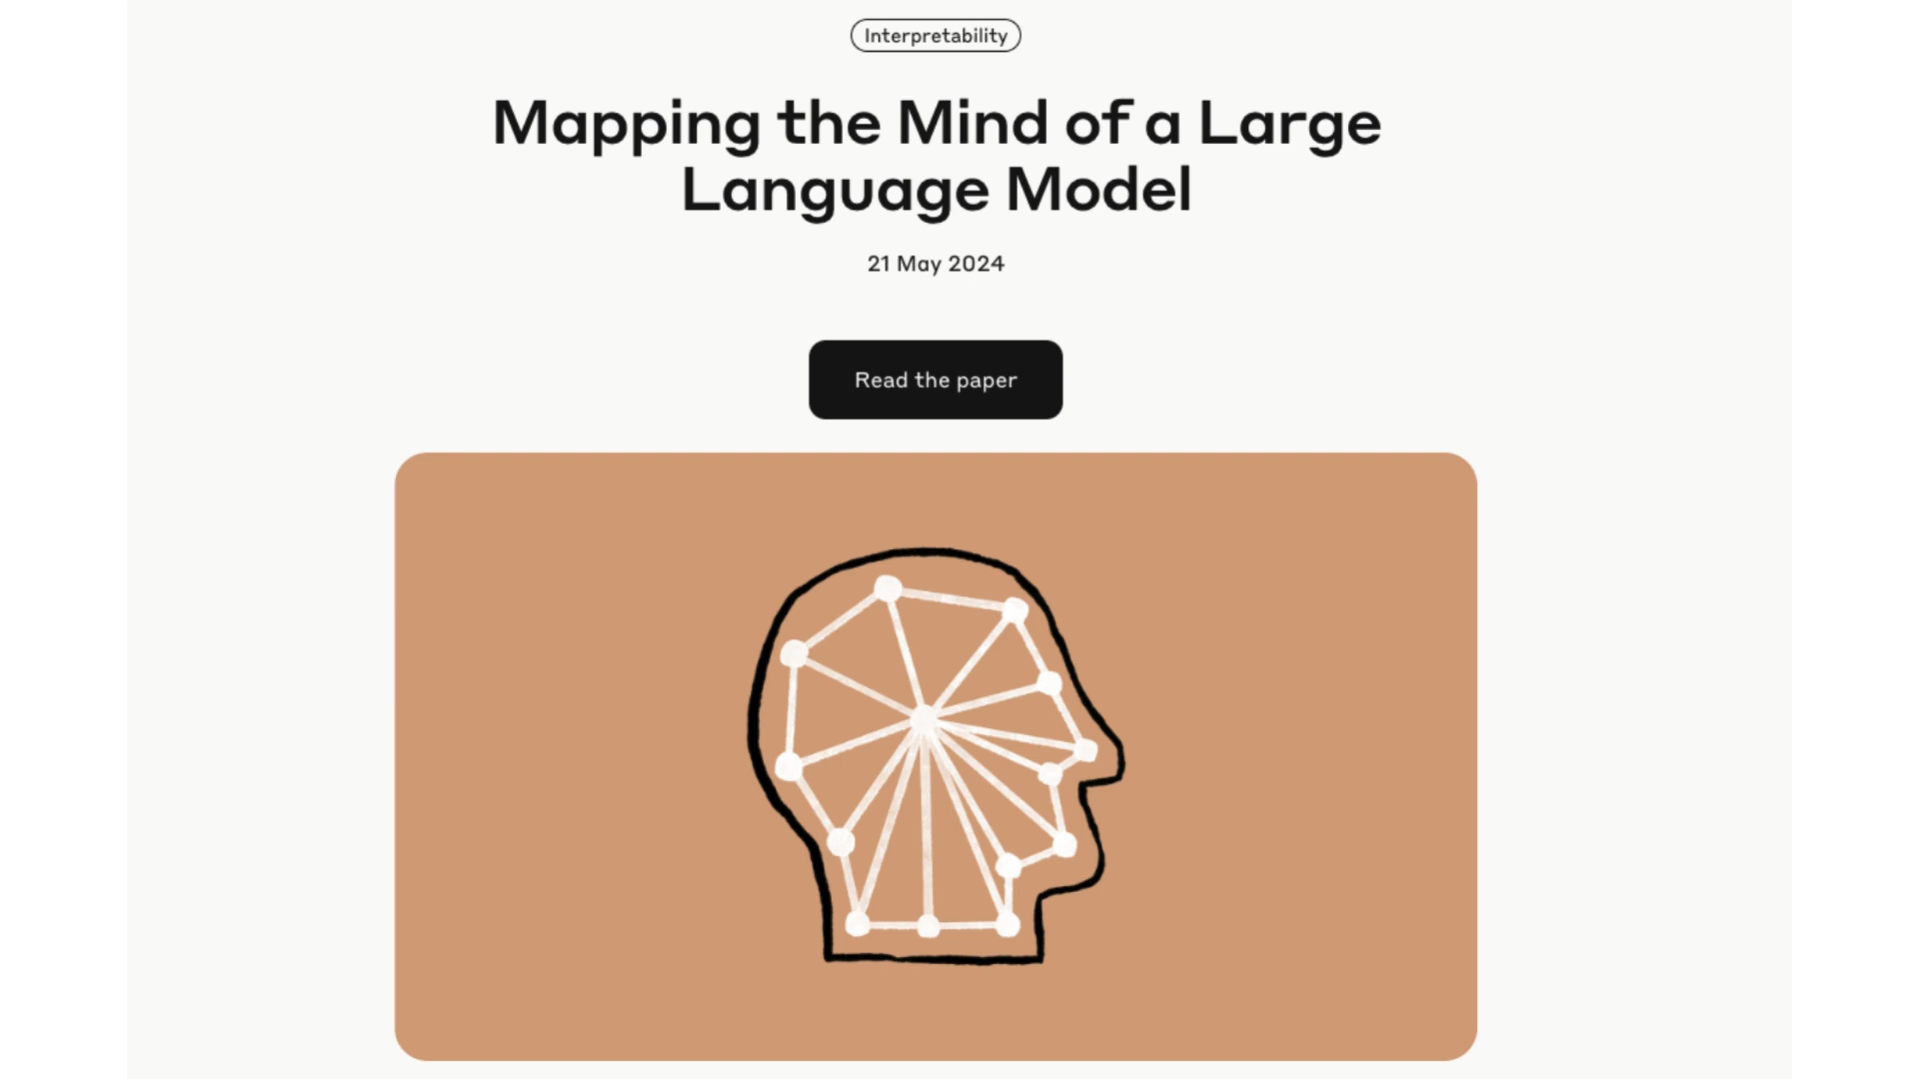 Interpretability
Mapping the Mind of a Large
Language Model
21 May 2024
Read the paper